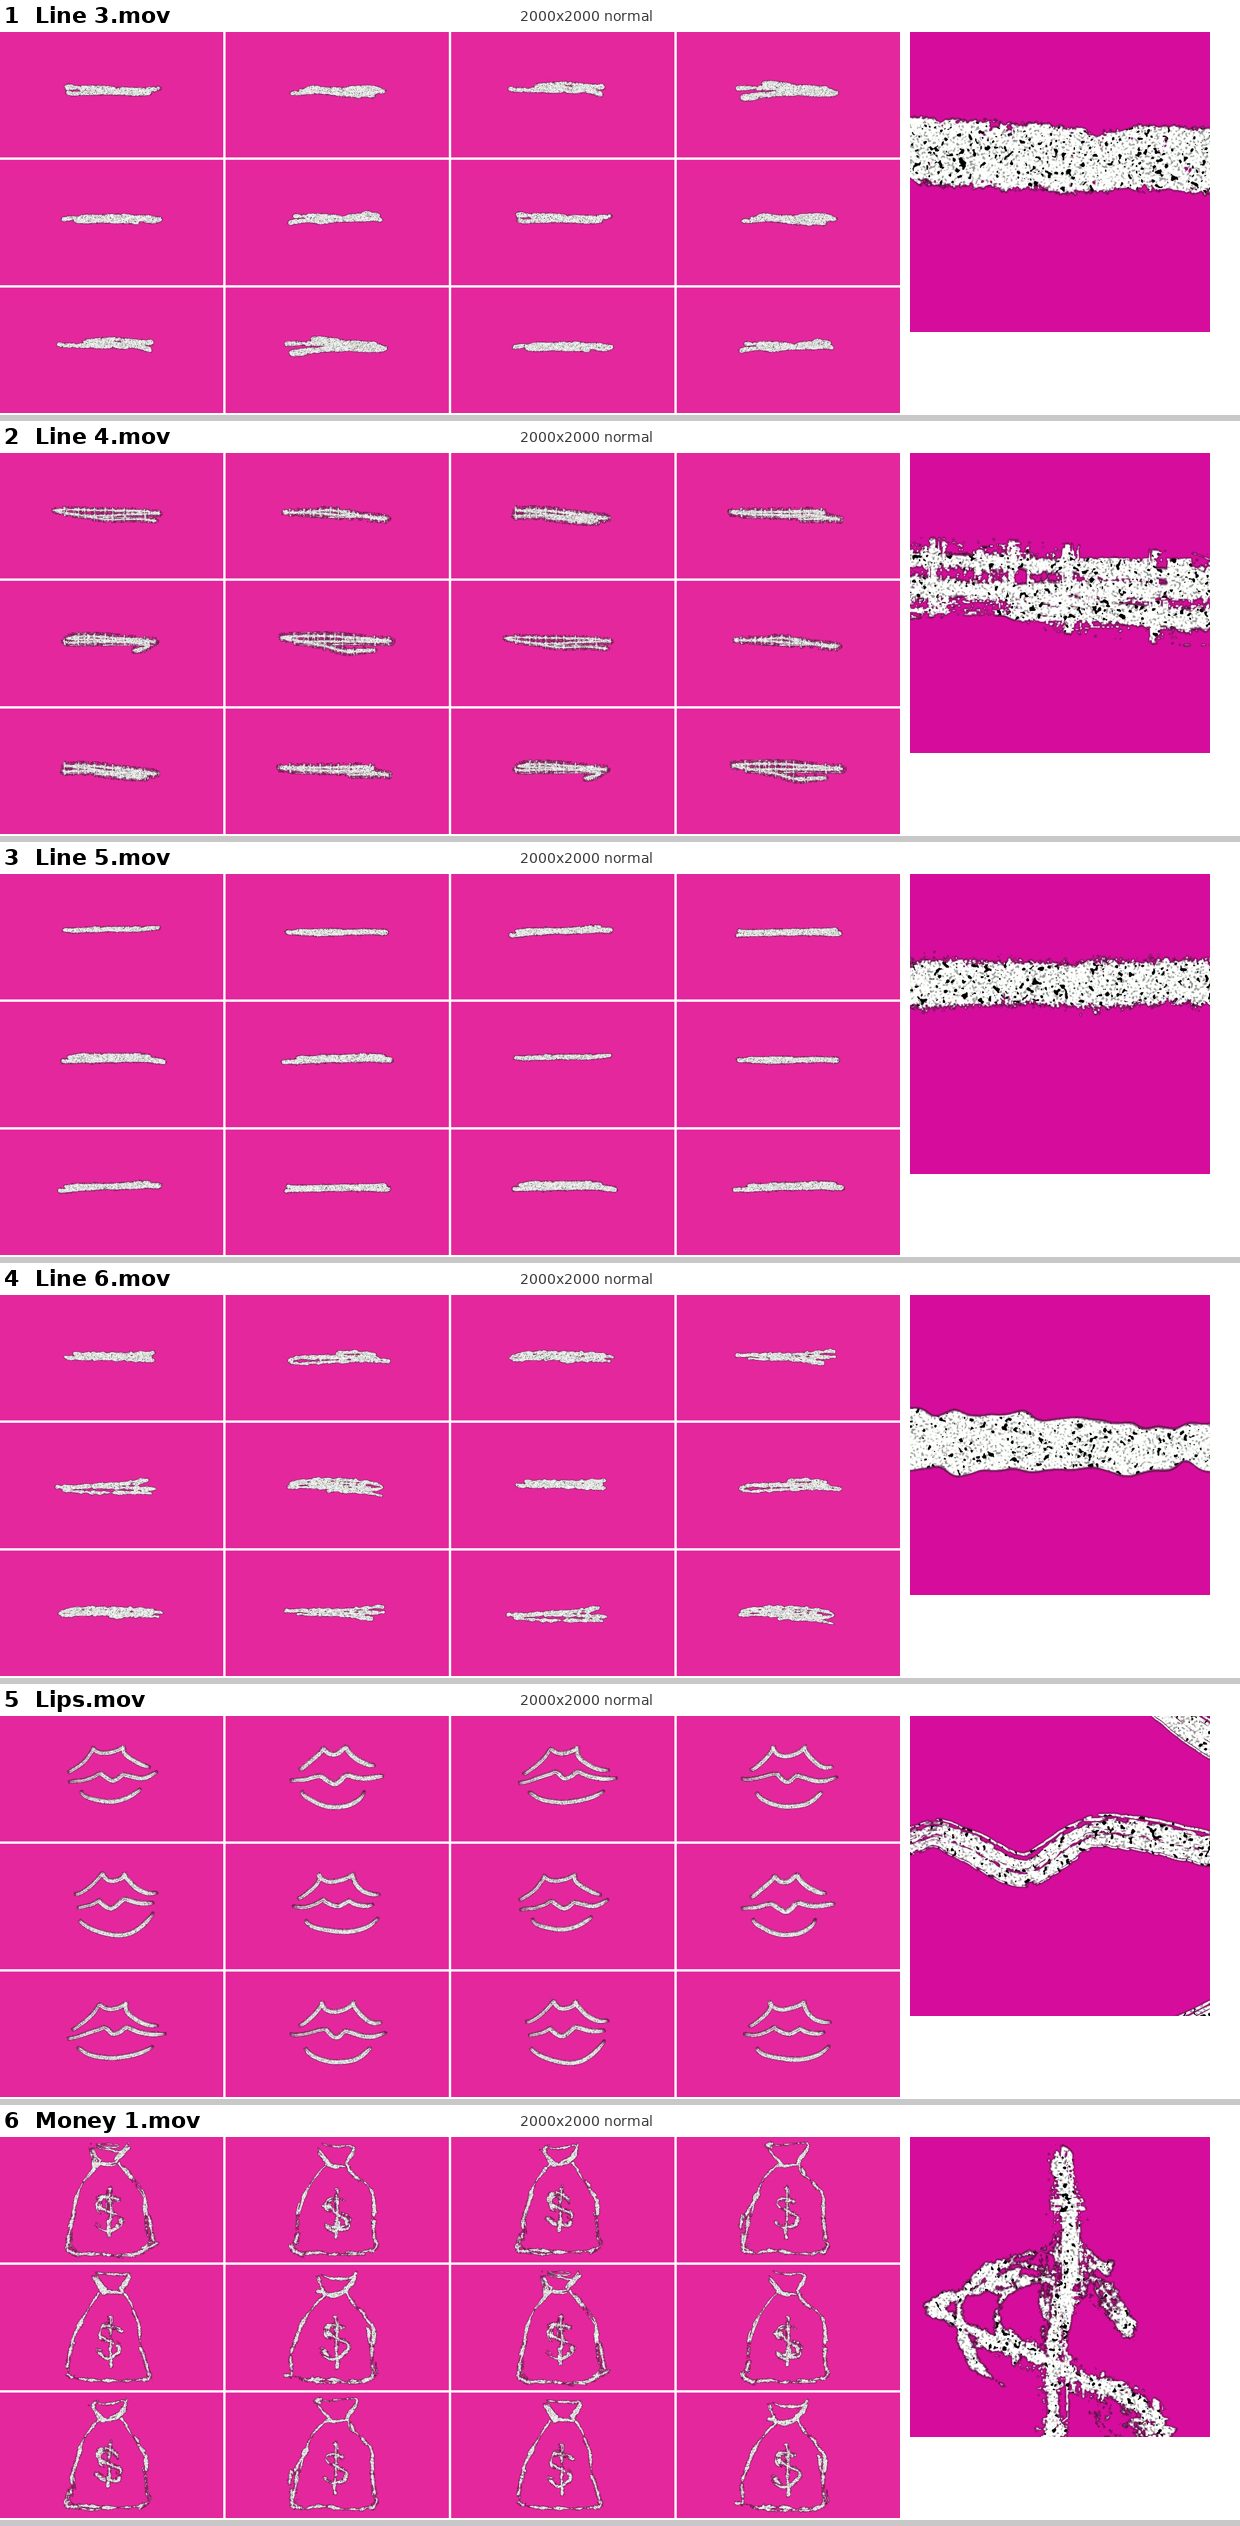 1 Line 3.mov 2000x2000 normal
2 Line 4.mov 2000x2000 normal
3 Line 5.mov 2000x2000 normal
4 Line 6.mov 2000x2000 normal
5 Lips.mov 2000x2000 normal
6 Money 1.mov 2000x2000 normal
$ $ $ $
$ $ $ $
$ $ $ $